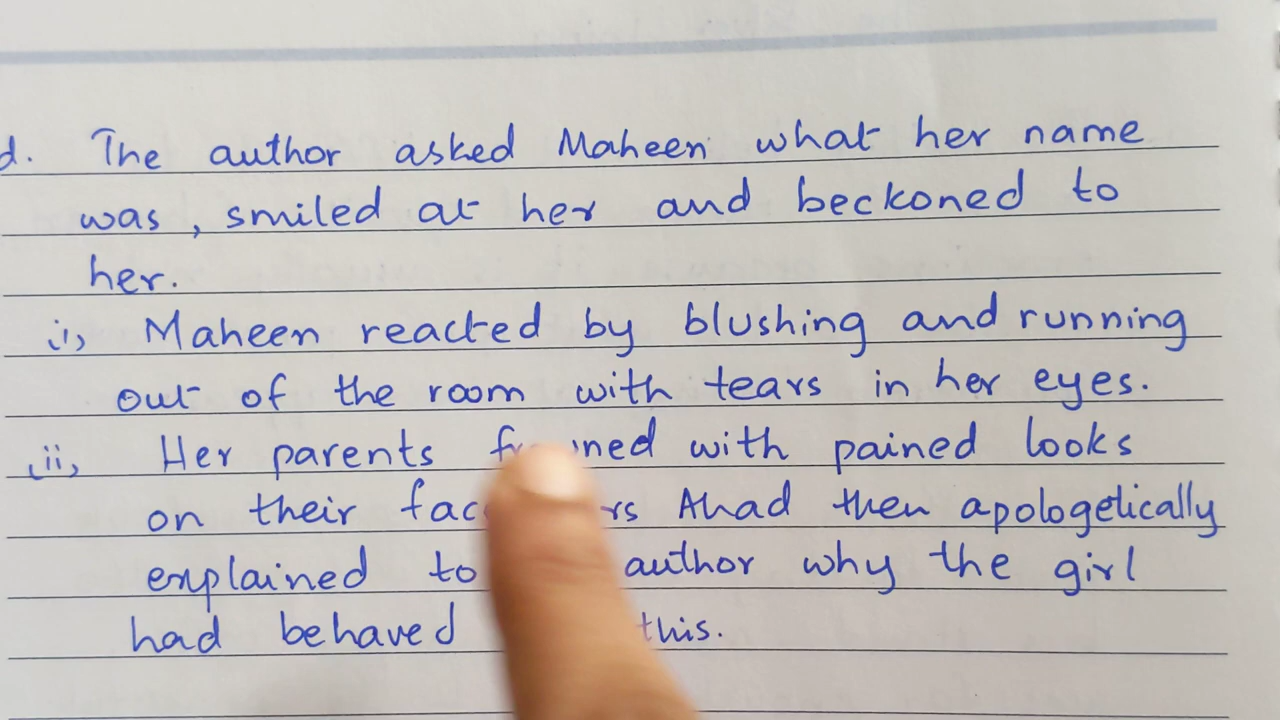 d. The author asked Maheen what her name
was, smiled at her and beckoned to
her.
i, Maheen reacted by blushing and running
out of the room with tears in her eyes.
ii, Her parents with pained looks
on their Ahad then apologetically
explained to author why the girl
had behaved this.